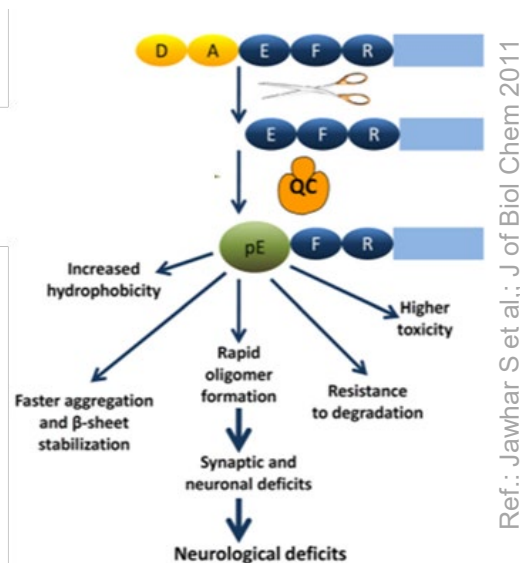 D A E F R
E F R
QC
pE F R
Increased
hydrophobicity
Higher
toxicity
Rapid
oligomer
formation
Faster aggregation
and β-sheet
stabilization
Resistance
to degradation
Synaptic and
neuronal deficits
Neurological deficits
Ref.: Jawhar S et al.; J of Biol Chem 2011